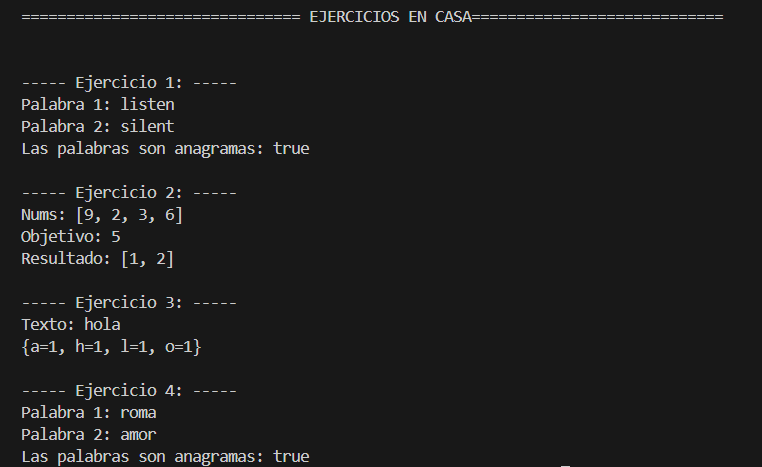 =============================== EJERCICIOS EN CASA============================
----- Ejercicio 1: -----
Palabra 1: listen
Palabra 2: silent
Las palabras son anagramas: true
----- Ejercicio 2: -----
Nums: [9, 2, 3, 6]
Objetivo: 5
Resultado: [1, 2]
----- Ejercicio 3: -----
Texto: hola
{a=1, h=1, l=1, o=1}
----- Ejercicio 4: -----
Palabra 1: roma
Palabra 2: amor
Las palabras son anagramas: true